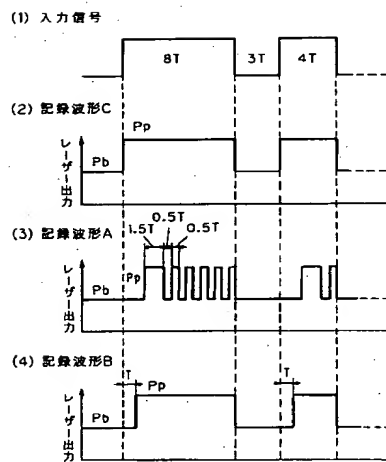 (1) 入力信号
8T 3T 4T
(2) 記録波形C
Pp
Pb
レーザー出力
(3) 記録波形A
0.5T
1.5T 0.5T
Pp
Pb
レーザー出力
(4) 記録波形B
T Pp T
Pb
レーザー出力